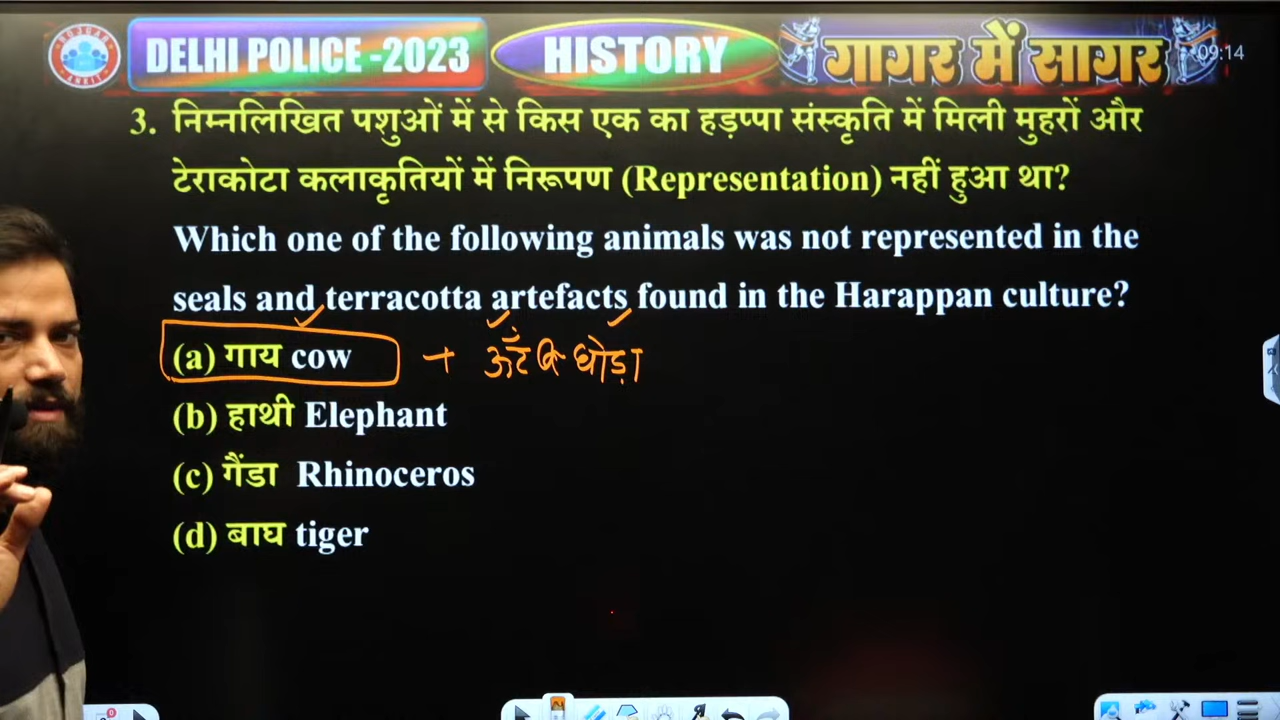 ROJGAR
ANKIT
DELHI POLICE -2023
HISTORY
गागर में सागर
09:14
3. निम्नलिखित पशुओं में से किस एक का हड़प्पा संस्कृति में मिली मुहरों और
टेराकोटा कलाकृतियों में निरूपण (Representation) नहीं हुआ था?
Which one of the following animals was not represented in the
seals and terracotta artefacts found in the Harappan culture?
(a) गाय cow + ऊँट व घोड़ा
(b) हाथी Elephant
(c) गैंडा Rhinoceros
(d) बाघ tiger